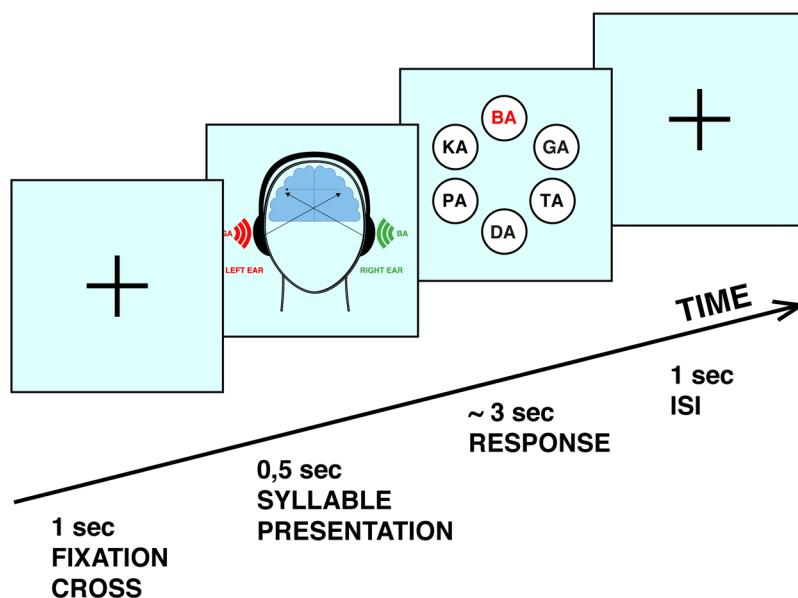 BA
KA
GA
PA
TA
DA
GA
BA
LEFT EAR
RIGHT EAR
TIME
1 sec
FIXATION
CROSS
0,5 sec
SYLLABLE
PRESENTATION
~ 3 sec
RESPONSE
1 sec
ISI